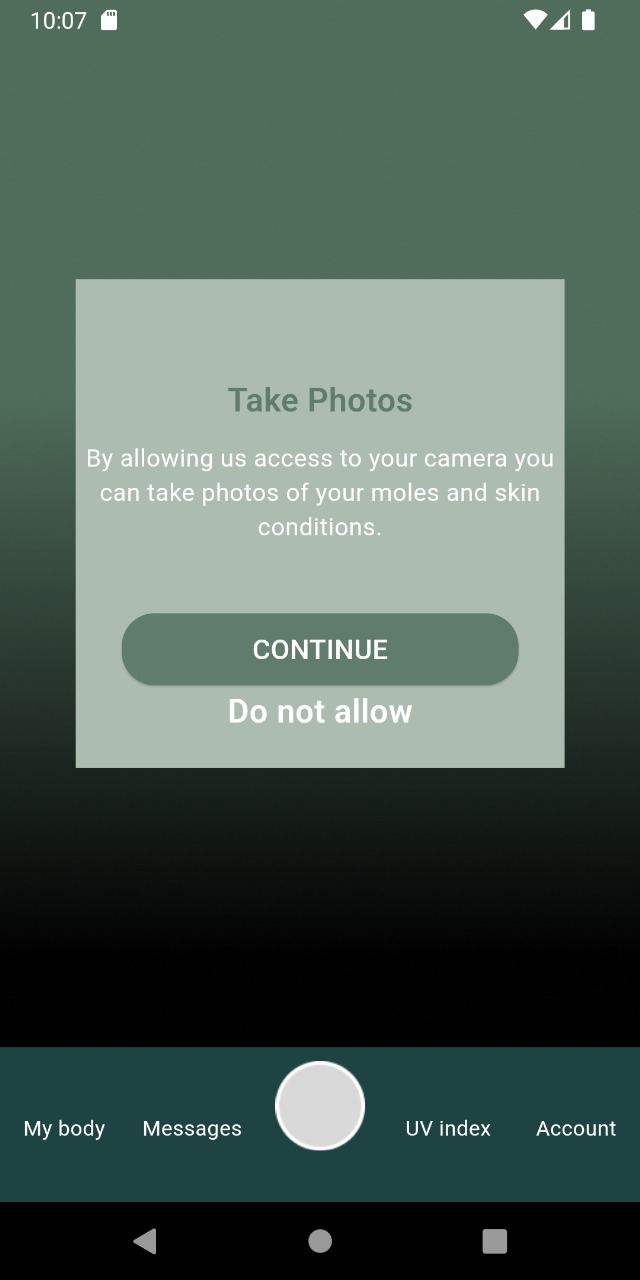 10:07
Take Photos
By allowing us access to your camera you
can take photos of your moles and skin
conditions.
CONTINUE
Do not allow
My body
Messages
UV index
Account